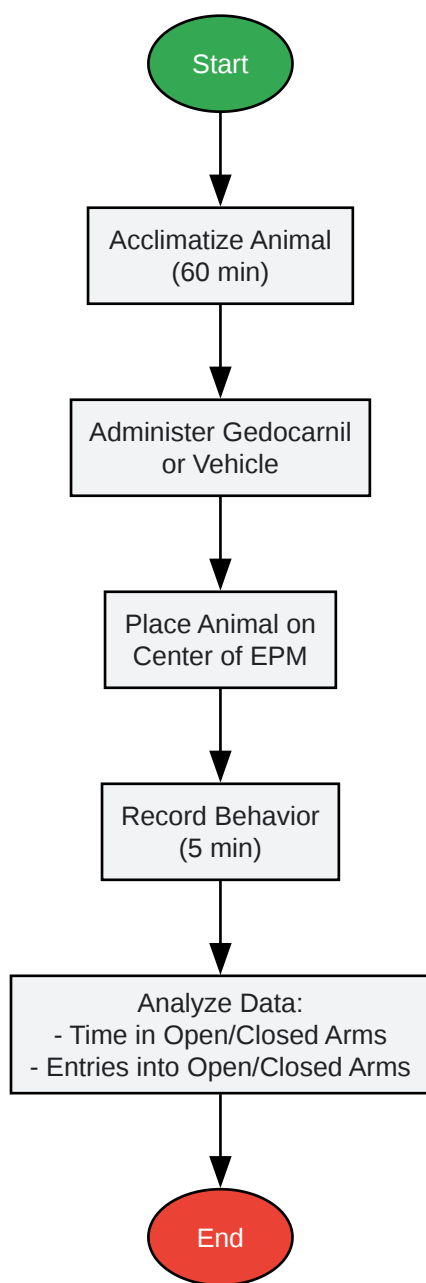 Start
Acclimatize Animal
(60 min)
Administer Gedocarnil
or Vehicle
Place Animal on
Center of EPM
Record Behavior
(5 min)
Analyze Data:
- Time in Open/Closed Arms
- Entries into Open/Closed Arms
End